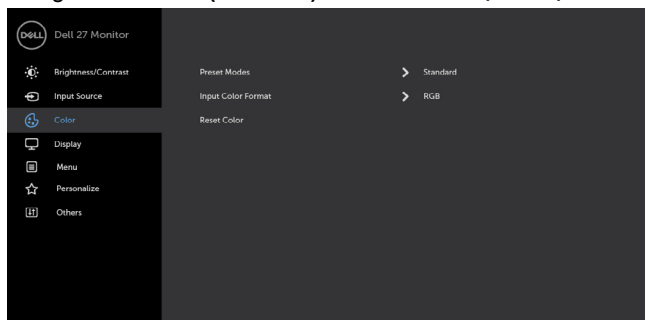 DELL Dell 27 Monitor
Brightness/Contrast Preset Modes > Standard
Input Source Input Color Format > RGB
Color Reset Color
Display
Menu
Personalize
Others